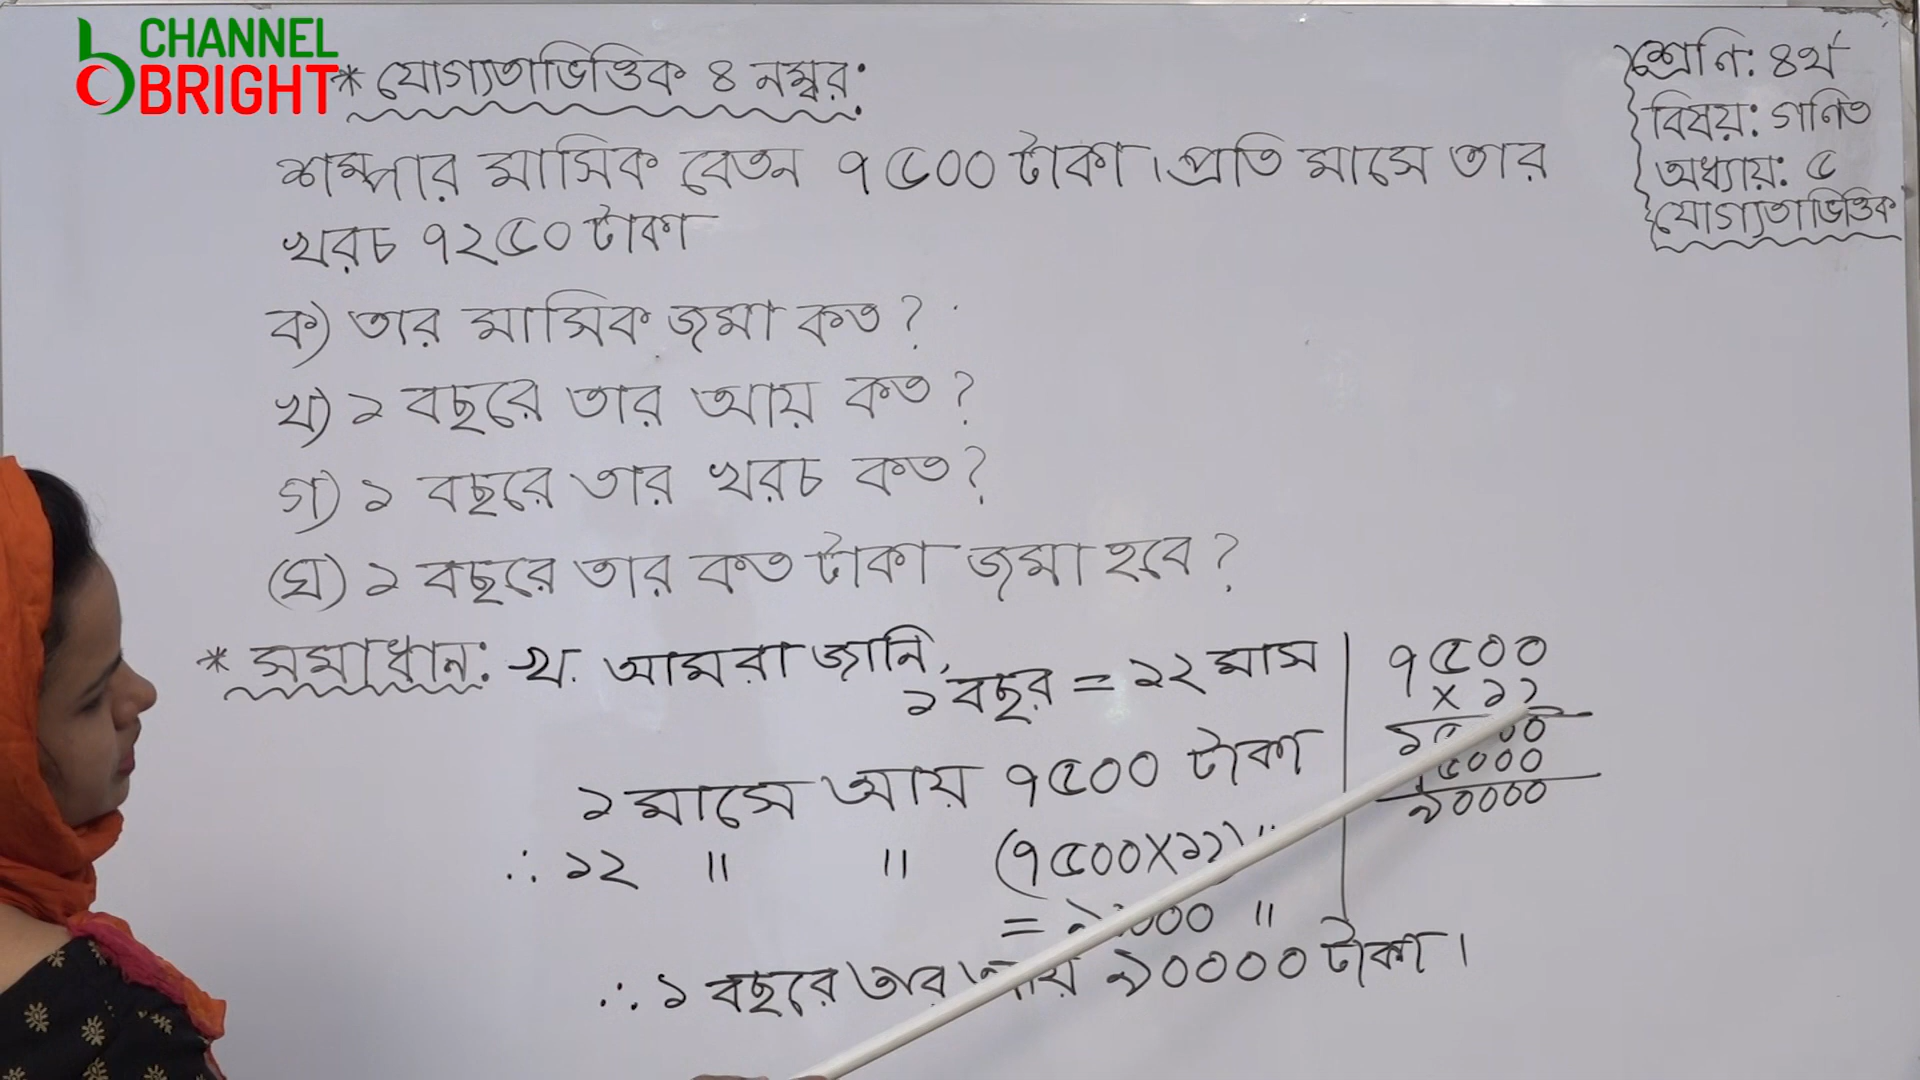 CHANNEL
BRIGHT
* যোগ্যতাভিত্তিক ৪ নম্বর:
শ্রেণি: ৪র্থ
বিষয়: গণিত
অধ্যায়: ৫
যোগ্যতাভিত্তিক
শম্পার মাসিক বেতন ৭৫০০ টাকা। প্রতি মাসে তার
খরচ ৭২৫০ টাকা
ক) তার মাসিক জমা কত?
খ) ১ বছরে তার আয় কত?
গ) ১ বছরে তার খরচ কত?
(ঘ) ১ বছরে তার কত টাকা জমা হবে?
* সমাধান: খ. আমরা জানি,
১ বছর = ১২ মাস
১ মাসে আয় ৭৫০০ টাকা
∴ ১২ " " (৭৫০০X১২) "
= "
∴ ১ বছরে তার ৯০০০০ টাকা।
৭৫০০
X ১২
৯০০০০